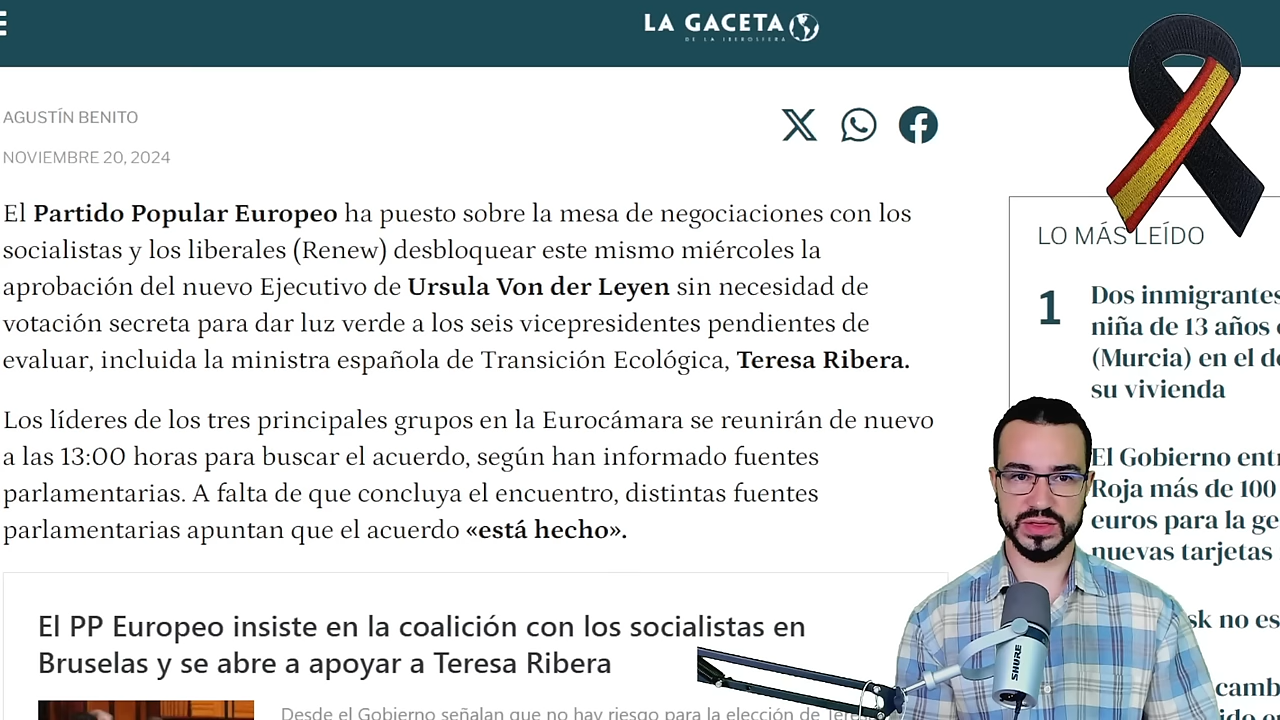 LA GACETA
DE LA IBEROSFERA
AGUSTÍN BENITO
NOVIEMBRE 20, 2024
El Partido Popular Europeo ha puesto sobre la mesa de negociaciones con los
socialistas y los liberales (Renew) desbloquear este mismo miércoles la
aprobación del nuevo Ejecutivo de Ursula Von der Leyen sin necesidad de
votación secreta para dar luz verde a los seis vicepresidentes pendientes de
evaluar, incluida la ministra española de Transición Ecológica, Teresa Ribera.
Los líderes de los tres principales grupos en la Eurocámara se reunirán de nuevo
a las 13:00 horas para buscar el acuerdo, según han informado fuentes
parlamentarias. A falta de que concluya el encuentro, distintas fuentes
parlamentarias apuntan que el acuerdo «está hecho».
El PP Europeo insiste en la coalición con los socialistas en
Bruselas y se abre a apoyar a Teresa Ribera
Desde el Gobierno señalan que no hay riesgo para la elección de
LO MÁS LEÍDO
1
Dos inmigrantes
niña de 13 años
(Murcia) en el
su vivienda
El Gobierno
Roja más de 100
euros para la
nuevas tarjetas
no
SHURE